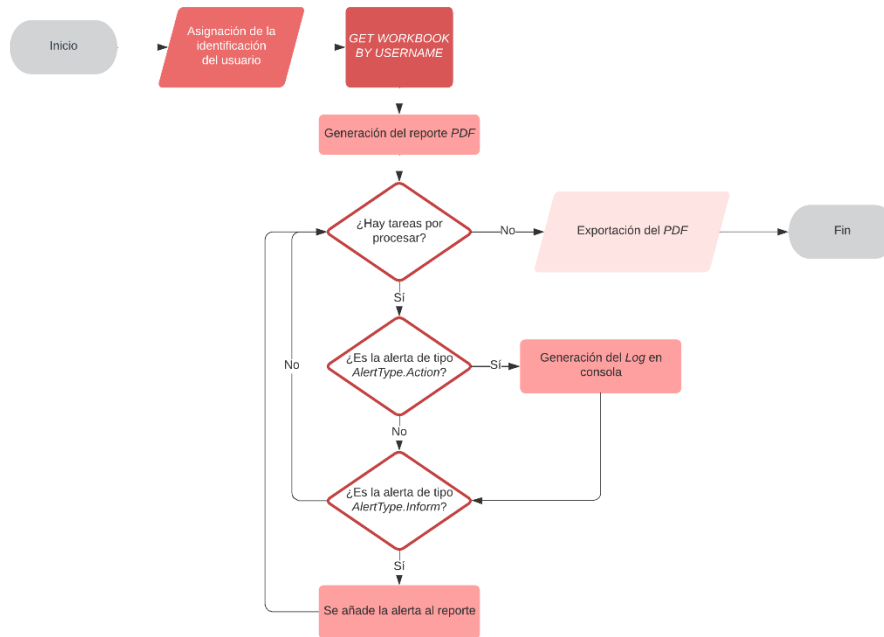 Inicio
Asignación de la
identificación
del usuario
GET WORKBOOK
BY USERNAME
Generación del reporte PDF
¿Hay tareas por
procesar?
No
Exportación del PDF
Fin
Sí
¿Es la alerta de tipo
AlertType.Action?
Sí
Generación del Log en
consola
No
No
¿Es la alerta de tipo
AlertType.Inform?
Sí
Se añade la alerta al reporte